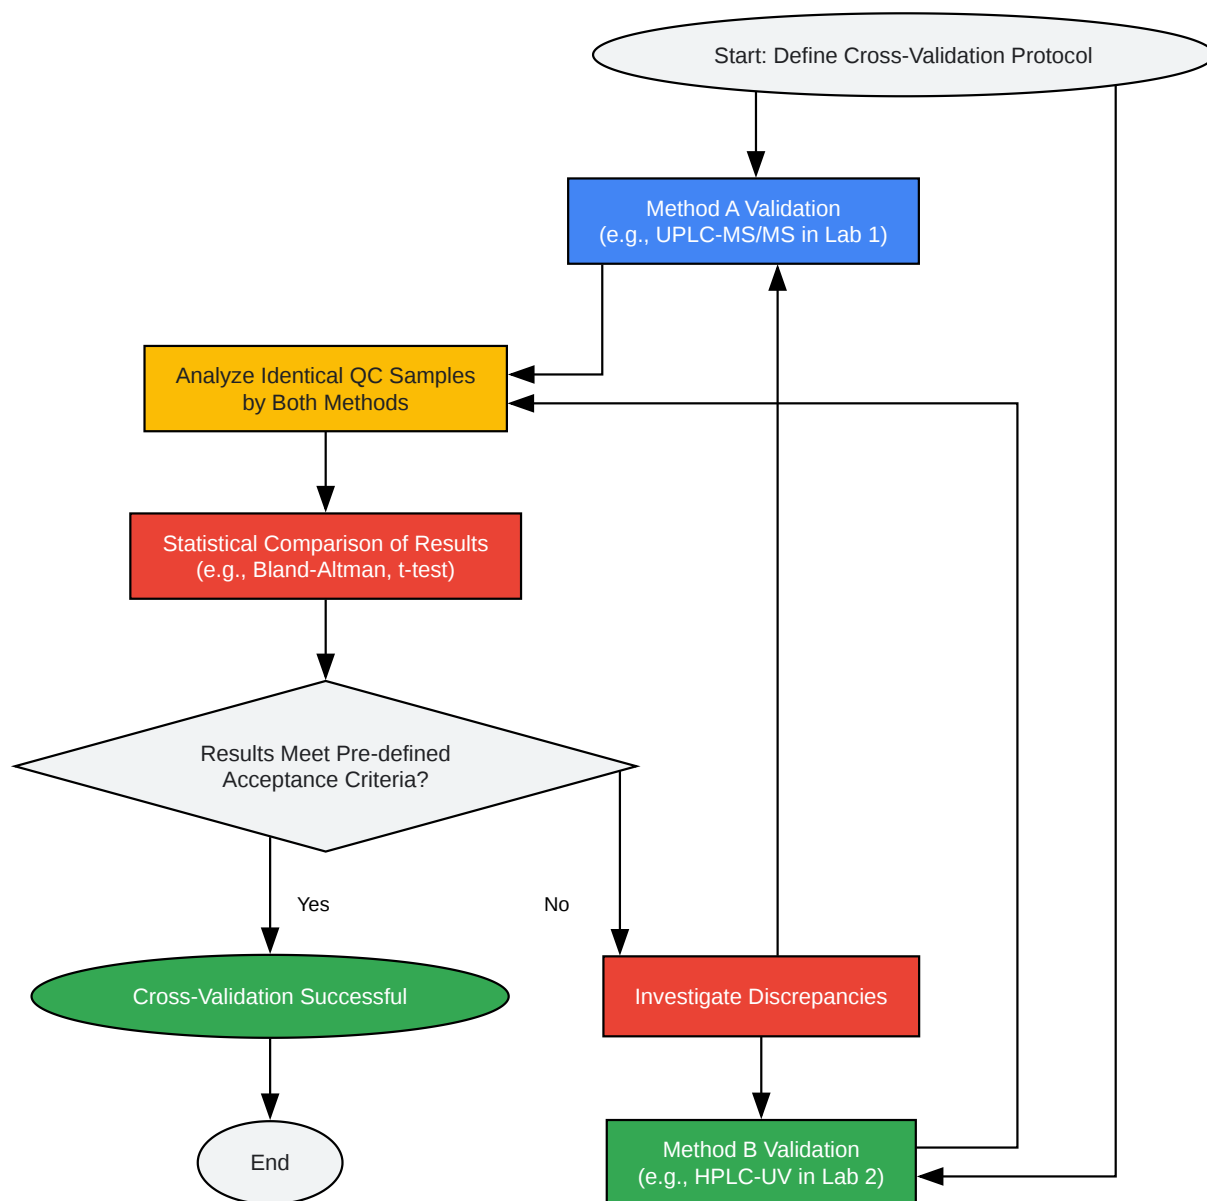 Start: Define Cross-Validation Protocol
Method A Validation
(e.g., UPLC-MS/MS in Lab 1)
Analyze Identical QC Samples
by Both Methods
Statistical Comparison of Results
(e.g., Bland-Altman, t-test)
Results Meet Pre-defined
Acceptance Criteria?
Yes
No
Cross-Validation Successful
Investigate Discrepancies
End
Method B Validation
(e.g., HPLC-UV in Lab 2)